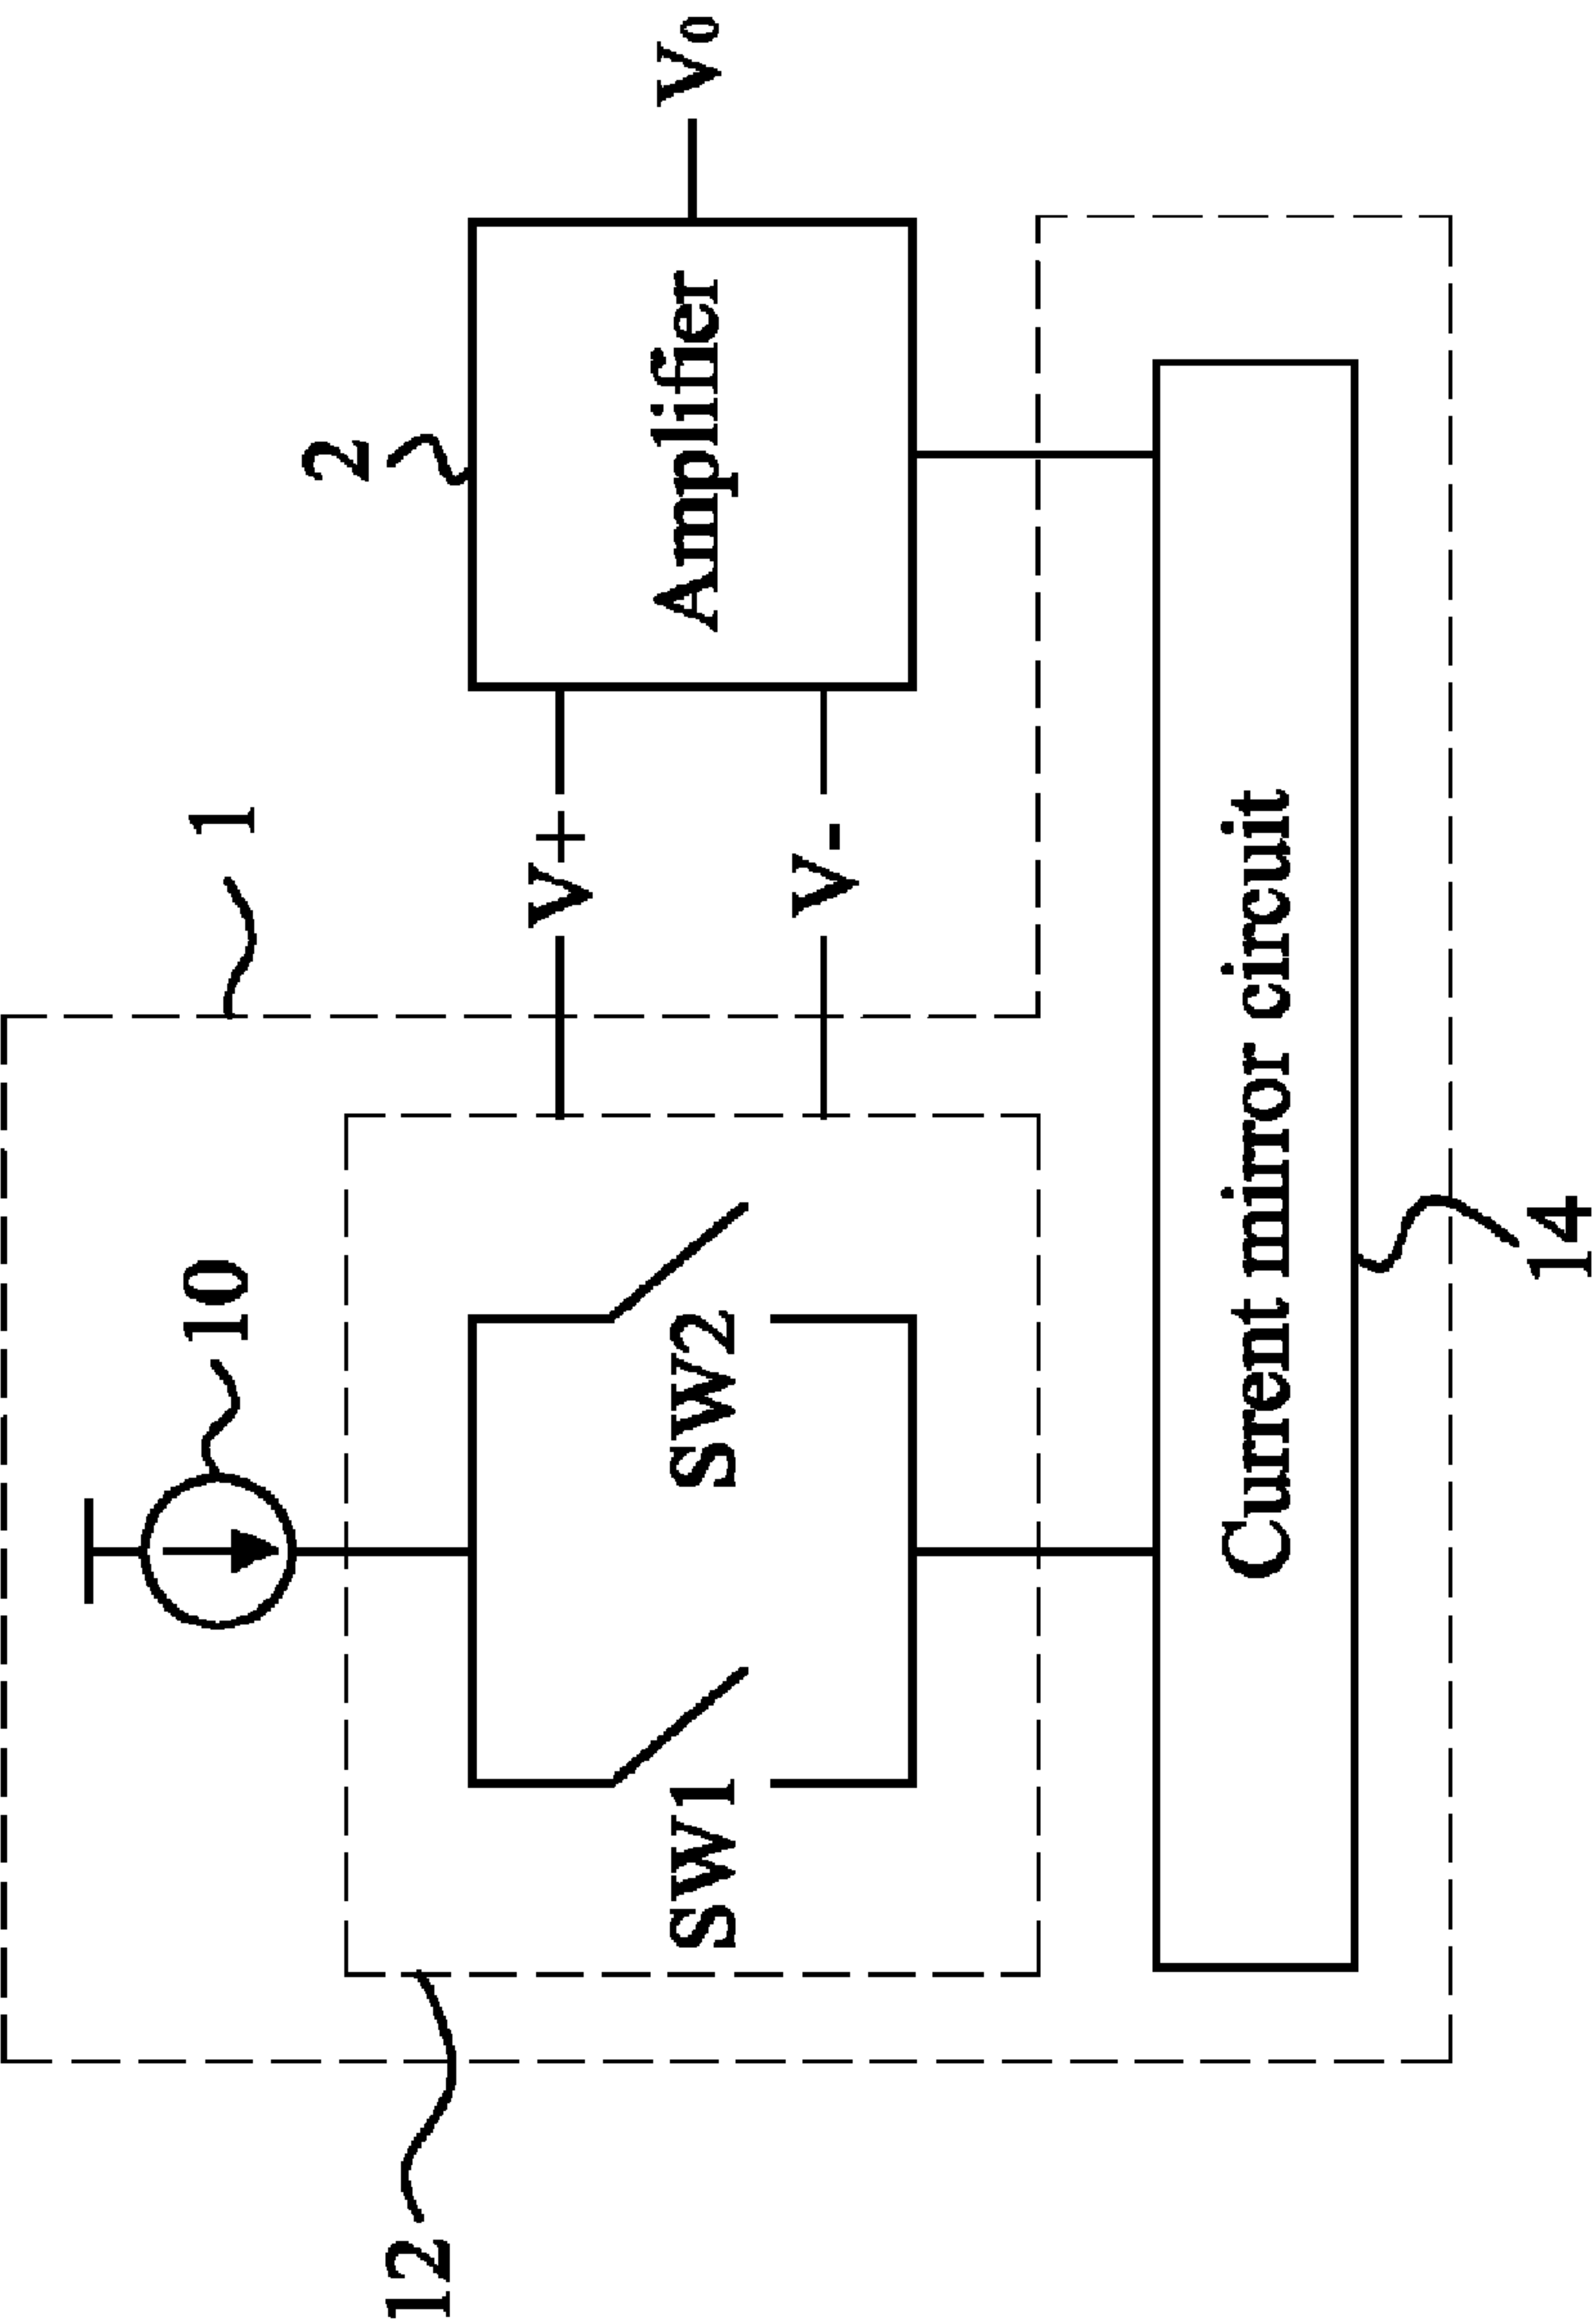 1
10
2
12
V+
SW1
SW2
Amplifier
Vo
V-
Current mirror circuit
14